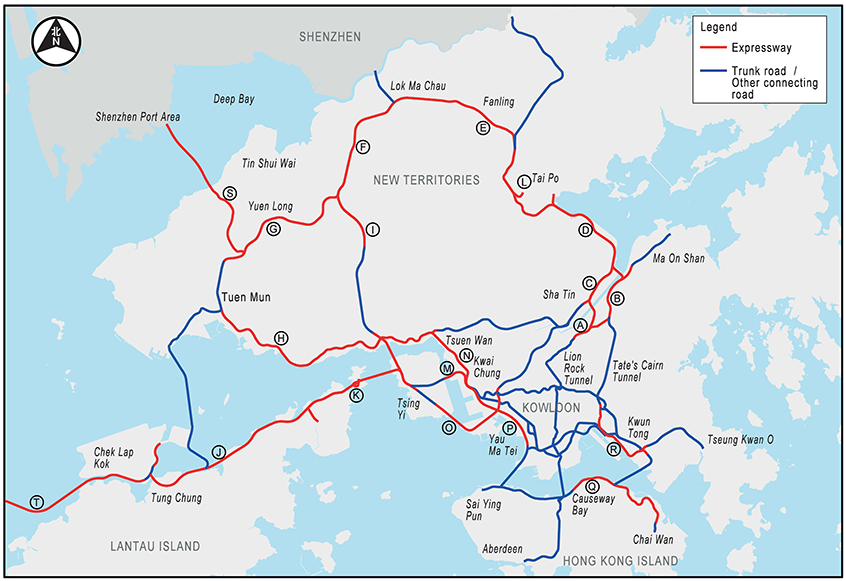 北
N
SHENZHEN
Legend
Expressway
Trunk road /
Other connecting
road
Deep Bay
Lok Ma Chau
Fanling
Shenzhen Port Area
E
F
Tin Shui Wai
NEW TERRITORIES
L
Tai Po
S
Yuen Long
G
I
D
Ma On Shan
C
Sha Tin
B
Tuen Mun
A
H
Tsuen Wan
N
Kwai
Chung
M
Lion
Rock
Tunnel
Tate's Cairn
Tunnel
K
Tsing
Yi
KOWLOON
O
P
Kwun
Tong
Yau
Ma Tei
R
Tseung Kwan O
Chek Lap
Kok
J
Tung Chung
T
Q
Sai Ying
Pun
Causeway
Bay
Chai Wan
LANTAU ISLAND
Aberdeen
HONG KONG ISLAND